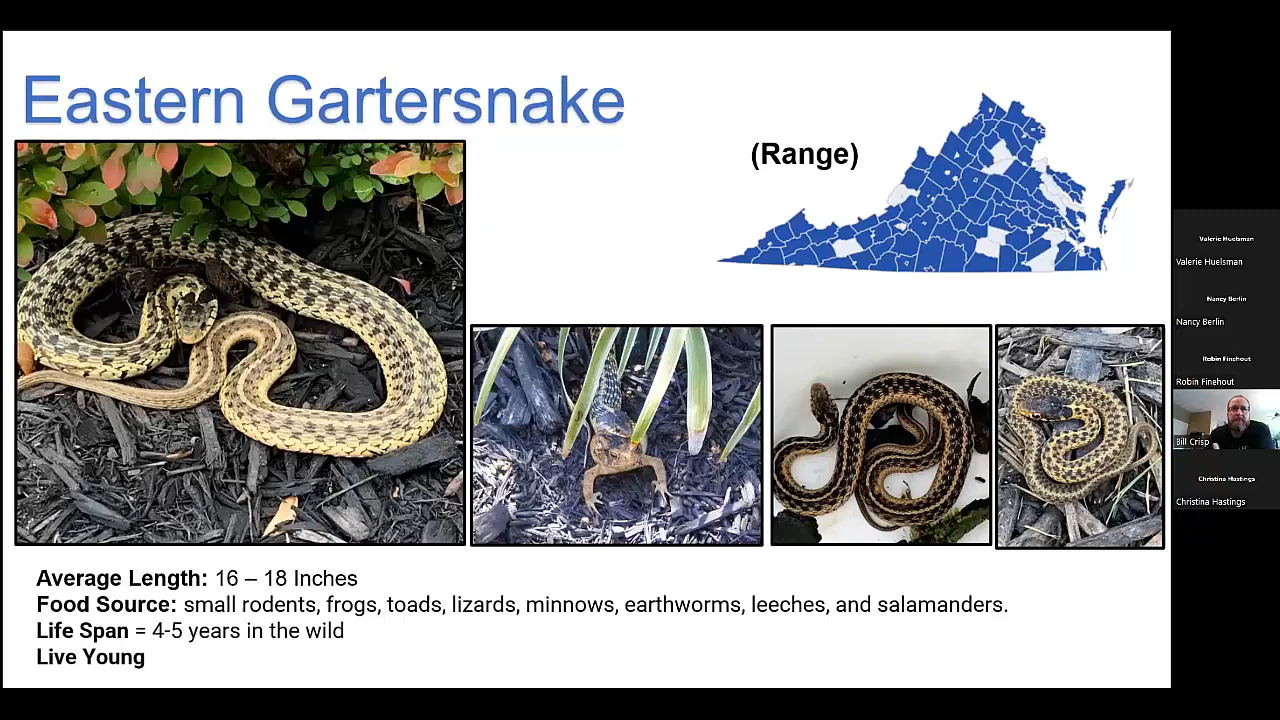 Eastern Gartersnake
(Range)
Average Length: 16 – 18 Inches
Food Source: small rodents, frogs, toads, lizards, minnows, earthworms, leeches, and salamanders.
Life Span = 4-5 years in the wild
Live Young
Valerie Huelsman
Valerie Huelsman
Nancy Berlin
Nancy Berlin
Robin Finehout
Robin Finehout
Bill Crisp
Christina Hastings
Christina Hastings